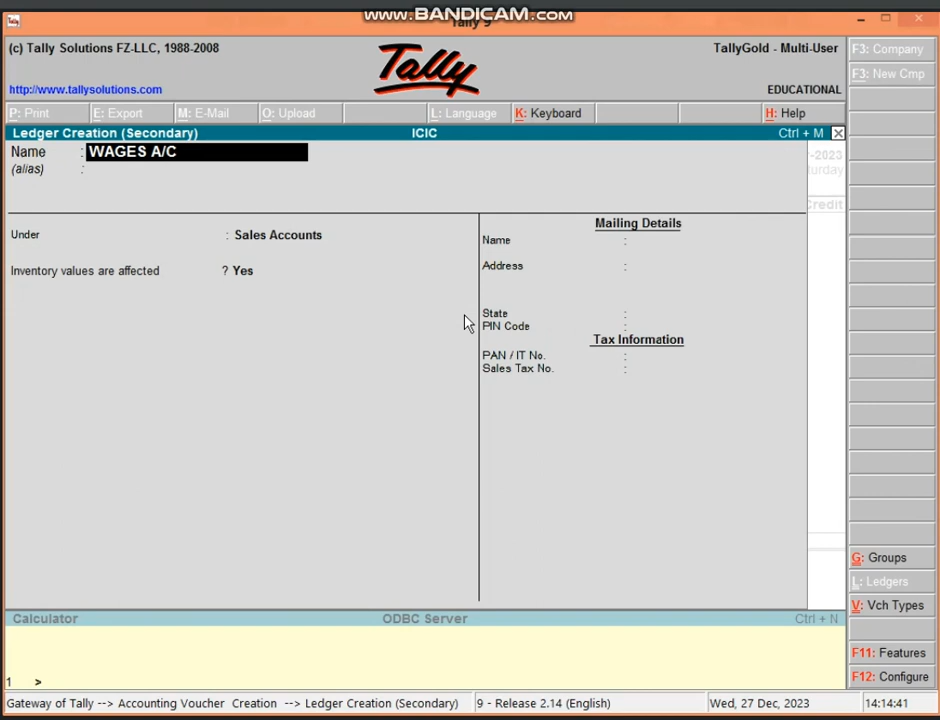 www.BANDICAM.com
Tally 9
(c) Tally Solutions FZ-LLC, 1988-2008
Tally
TallyGold - Multi-User
http://www.tallysolutions.com
EDUCATIONAL
P: Print
E: Export
M: E-Mail
O: Upload
L: Language
K: Keyboard
H: Help
Ledger Creation (Secondary)
ICIC
Ctrl + M
Name : WAGES A/C
(alias) :
-2023
turday
Credit
Under : Sales Accounts
Inventory values are affected ? Yes
Mailing Details
Name :
Address :
State :
PIN Code :
Tax Information
PAN / IT No. :
Sales Tax No. :
F3: Company
F3: New Cmp
G: Groups
L: Ledgers
V: Vch Types
F11: Features
F12: Configure
Calculator
ODBC Server
Ctrl + N
1 >
Gateway of Tally --> Accounting Voucher Creation --> Ledger Creation (Secondary)
9 - Release 2.14 (English)
Wed, 27 Dec, 2023
14:14:41